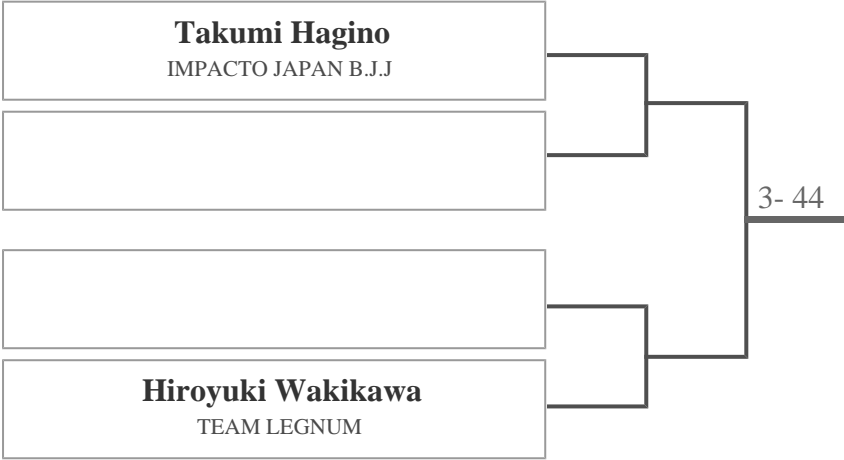 Takumi Hagino
IMPACTO JAPAN B.J.J
3- 44
Hiroyuki Wakikawa
TEAM LEGNUM